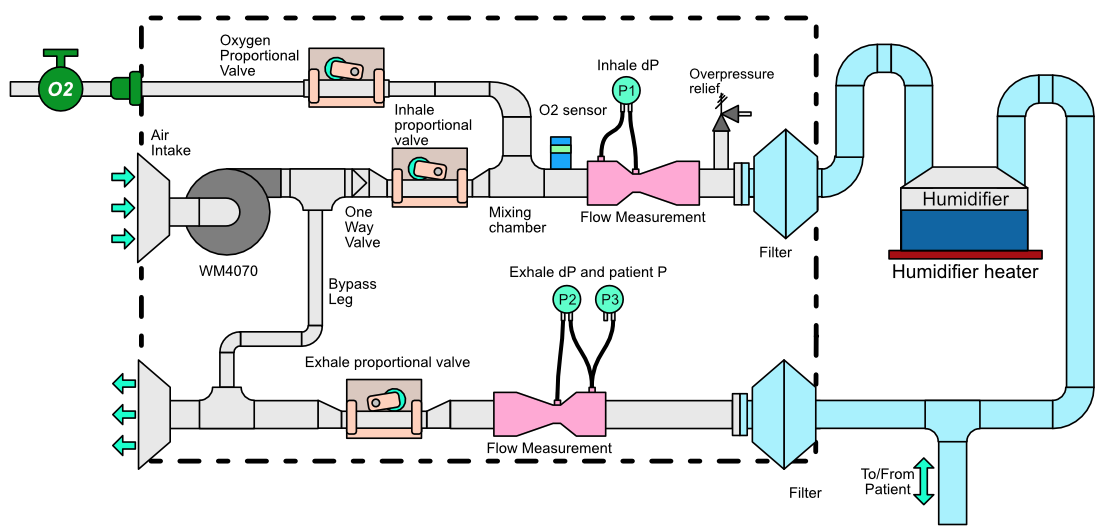 Oxygen
Proportional
Valve
O2
Inhale dP
P1
Overpressure
relief
Inhale
proportional
valve
O2 sensor
Air
Intake
One
Way
Valve
Mixing
chamber
Flow Measurement
Filter
Humidifier
Humidifier heater
WM4070
Bypass
Leg
Exhale dP and patient P
P2
P3
Exhale proportional valve
Flow Measurement
Filter
To/From
Patient